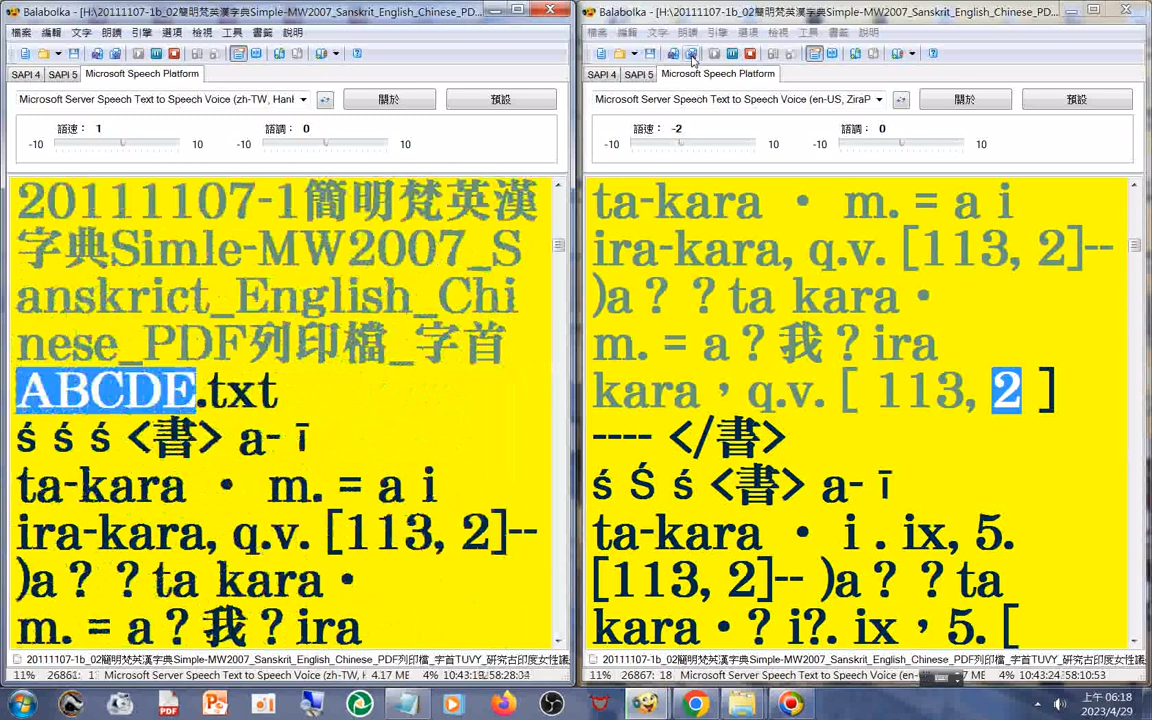 Balabolka - [H:\20111107-1b_02簡明梵英漢字典Simple-MW2007_Sanskrit_English_Chinese_PD...
檔案 編輯 文字 朗讀 引擎 選項 檢視 工具 書籤 說明
SAPI 4 SAPI 5 Microsoft Speech Platform
Microsoft Server Speech Text to Speech Voice (zh-TW, Hanl
關於 預設
語速： 1 語調： 0
-10 10 -10 10
20111107-1簡明梵英漢
字典Simle-MW2007_S
anskrict_English_Chi
nese_PDF列印檔_字首
ABCDE.txt
ś ś ś <書> a- ī
ta-kara • m. = a i
ira-kara, q.v. [113, 2]--
)a？？ta kara•
m. = a？我？ira
20111107-1b_02簡明梵英漢字典Simple-MW2007_Sanskrit_English_Chinese_PDF列印檔_字首TUVY_研究古印度女性議
11% 26861: 1 Microsoft Server Speech Text to Speech Voice (zh-TW, H 4.17 MB 4%
Balabolka - [H:\20111107-1b_02簡明梵英漢字典Simple-MW2007_Sanskrit_English_Chinese_PD...
檔案 編輯 文字 朗讀 引擎 選項 檢視 工具 書籤 說明
SAPI 4 SAPI 5 Microsoft Speech Platform
Microsoft Server Speech Text to Speech Voice (en-US, ZiraP
關於 預設
語速： -2 語調： 0
-10 10 -10 10
ta-kara • m. = a i
ira-kara, q.v. [113, 2]--
)a？？ta kara•
m. = a？我？ira
kara，q.v. [ 113, 2 ]
---- </書>
ś Ś ś <書> a- ī
ta-kara • i . ix, 5.
[113, 2]-- )a？？ta
kara•? i?. ix，5. [
20111107-1b_02簡明梵英漢字典Simple-MW2007_Sanskrit_English_Chinese_PDF列印檔_字首TUVY_研究古印度女性議
11% 26867: 18 Microsoft Server Speech Text to Speech Voice 4% 10:43:24
上午 06:18
2023/4/29